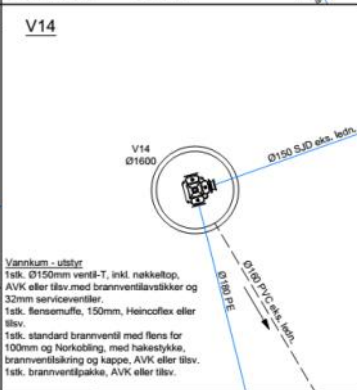 V14
V14
Ø1600
Ø150 SJD eks. ledn.
Ø160 PVC eks. ledn.
Ø180 PE
Vannkum - utstyr
1stk. Ø150mm ventil-T, inkl. nøkkeltop,
AVK eller tilsv.med brannventilavstikker og
32mm serviceventiler.
1stk. flensemuffe, 150mm, Heincoflex eller
tilsv.
1stk. standard brannventil med flens for
100mm og Norkobling, med hakestykke,
brannventilsikring og kappe, AVK eller tilsv.
1stk. brannventilpakke, AVK eller tilsv.